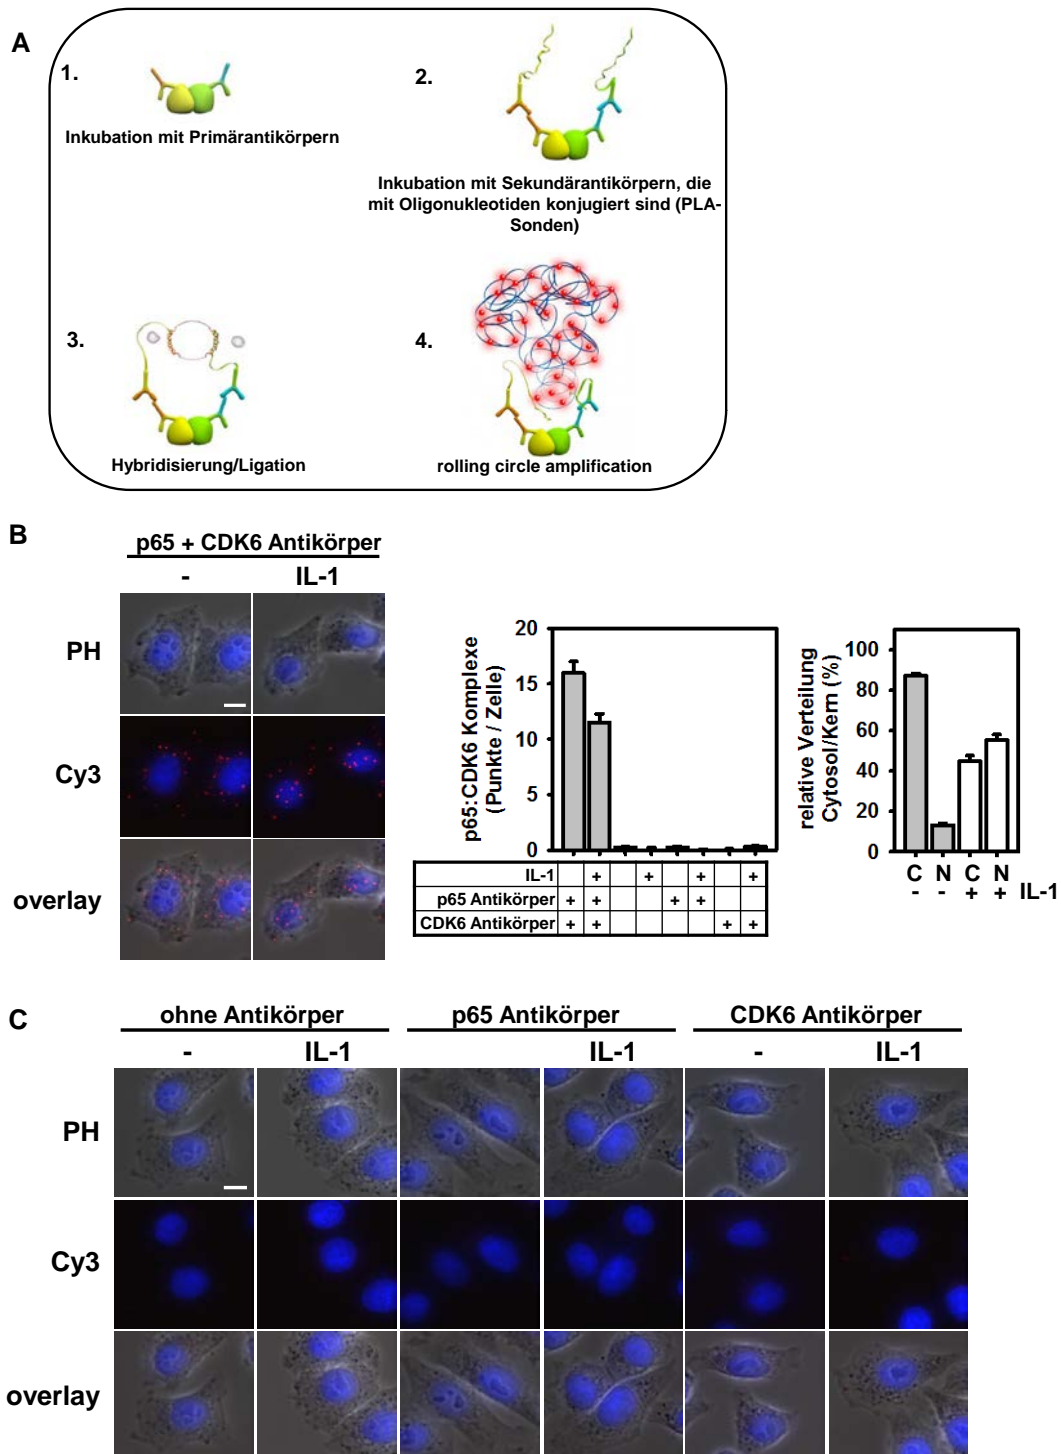 A
1.
Inkubation mit Primärantikörpern
2.
Inkubation mit Sekundärantikörpern, die
mit Oligonukleotiden konjugiert sind (PLA-
Sonden)
3.
Hybridisierung/Ligation
4.
rolling circle amplification
B
p65 + CDK6 Antikörper
- IL-1
PH
Cy3
overlay
p65:CDK6 Komplexe
(Punkte / Zelle)
20
15
10
5
0
IL-1 + + + +
p65 Antikörper + + + +
CDK6 Antikörper + + + +
relative Verteilung
Cytosol/Kern (%)
100
80
60
40
20
0
C N C N
- - + + IL-1
C
ohne Antikörper p65 Antikörper CDK6 Antikörper
- IL-1 IL-1 - IL-1
PH
Cy3
overlay